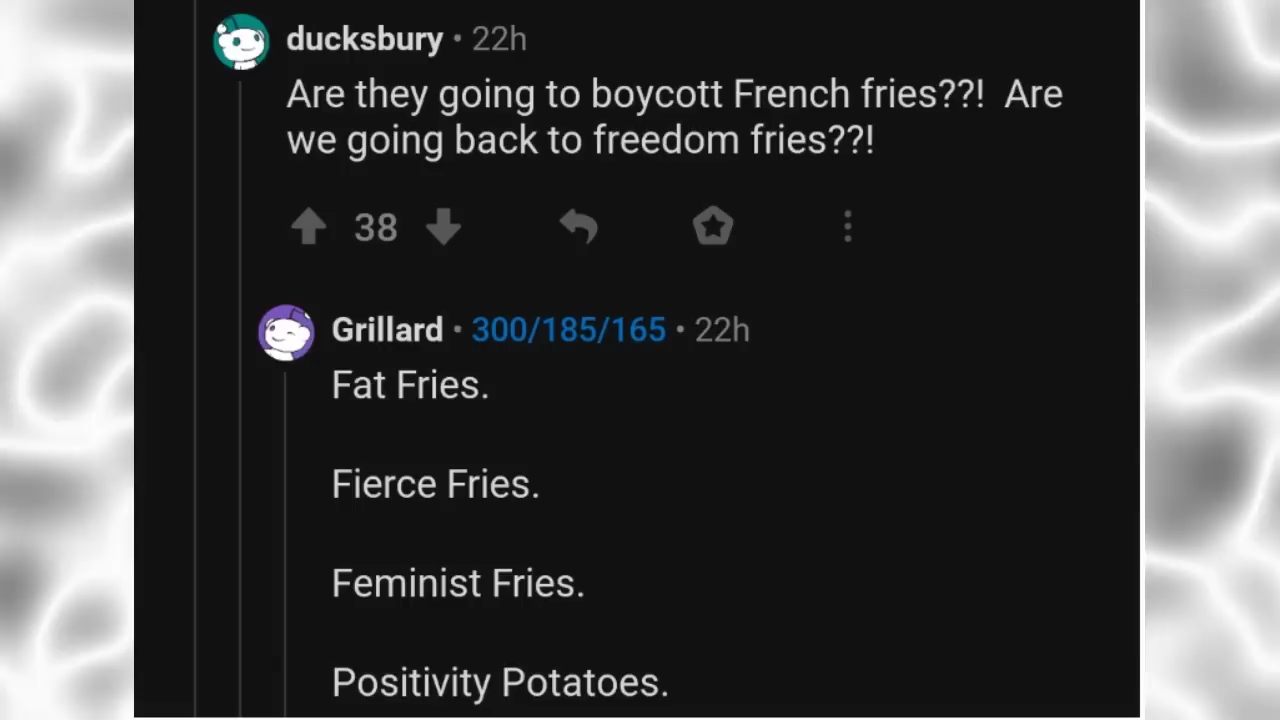 ducksbury • 22h
Are they going to boycott French fries??!  Are
we going back to freedom fries??!
38
Grillard • 300/185/165 • 22h
Fat Fries.
Fierce Fries.
Feminist Fries.
Positivity Potatoes.